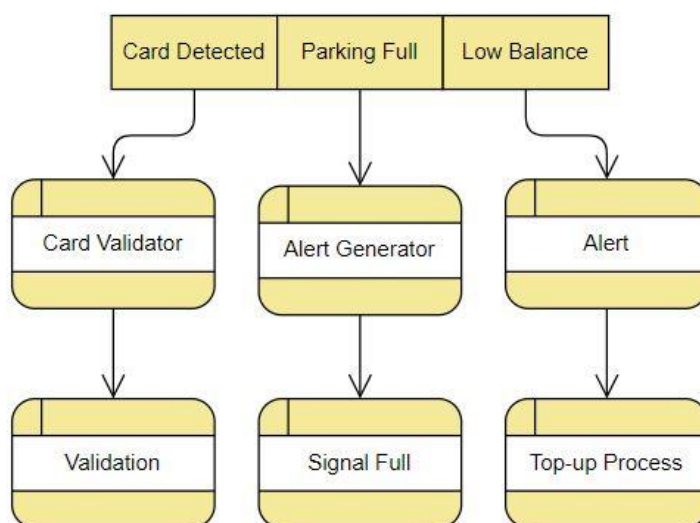 Card Detected
Parking Full
Low Balance
Card Validator
Alert Generator
Alert
Validation
Signal Full
Top-up Process